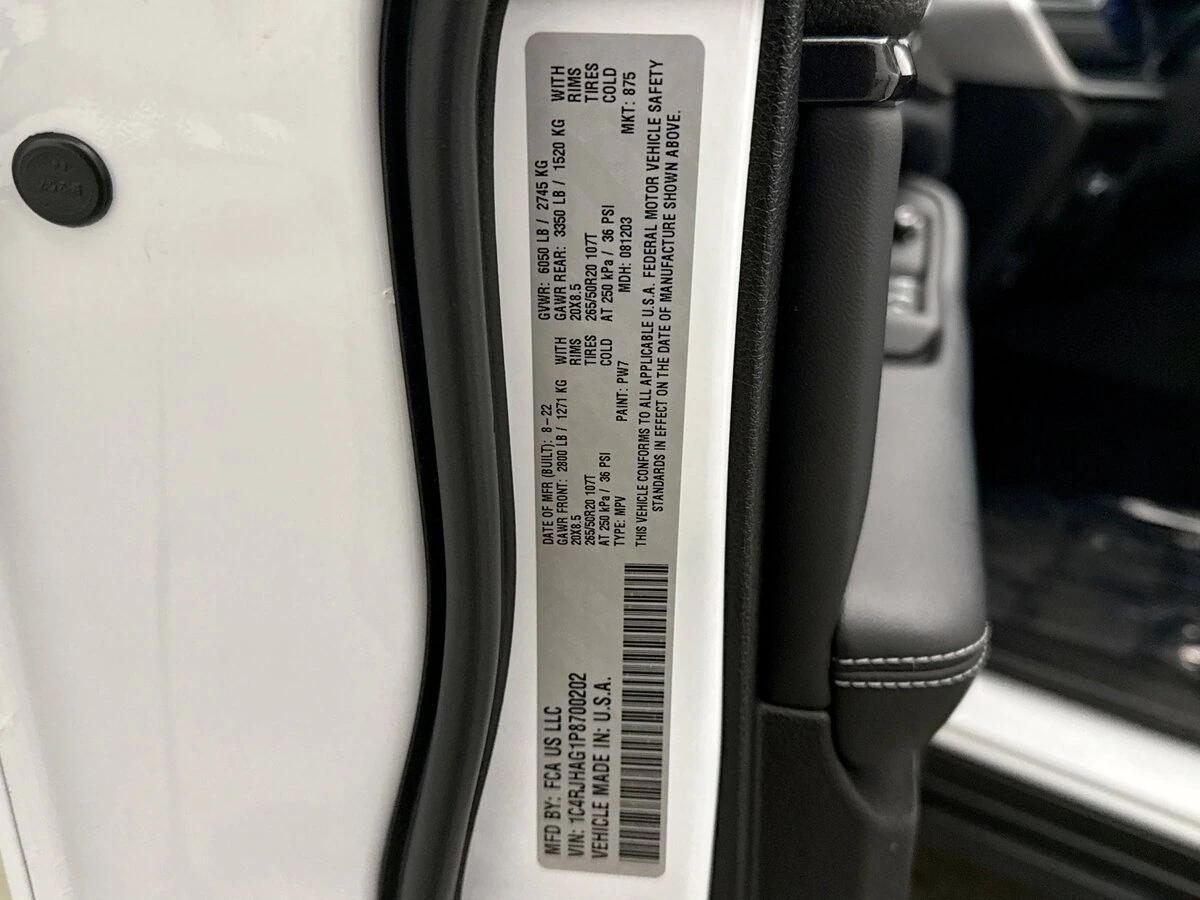 MFD BY: FCA US LLC
VIN: 1C4RJHAG1P8700202
VEHICLE MADE IN: U.S.A.
DATE OF MFR (BUILT): 8-22 GVWR: 6050 LB / 2745 KG
GAWR FRONT: 2800 LB / 1271 KG WITH GAWR REAR: 3350 LB / 1520 KG WITH
20X8.5 RIMS 20X8.5 RIMS
265/50R20 107T TIRES 265/50R20 107T TIRES
AT 250 kPa / 36 PSI COLD AT 250 kPa / 36 PSI COLD
TYPE: MPV PAINT: PW7 MDH: 081203 MKT: 875
THIS VEHICLE CONFORMS TO ALL APPLICABLE U.S.A. FEDERAL MOTOR VEHICLE SAFETY
STANDARDS IN EFFECT ON THE DATE OF MANUFACTURE SHOWN ABOVE.